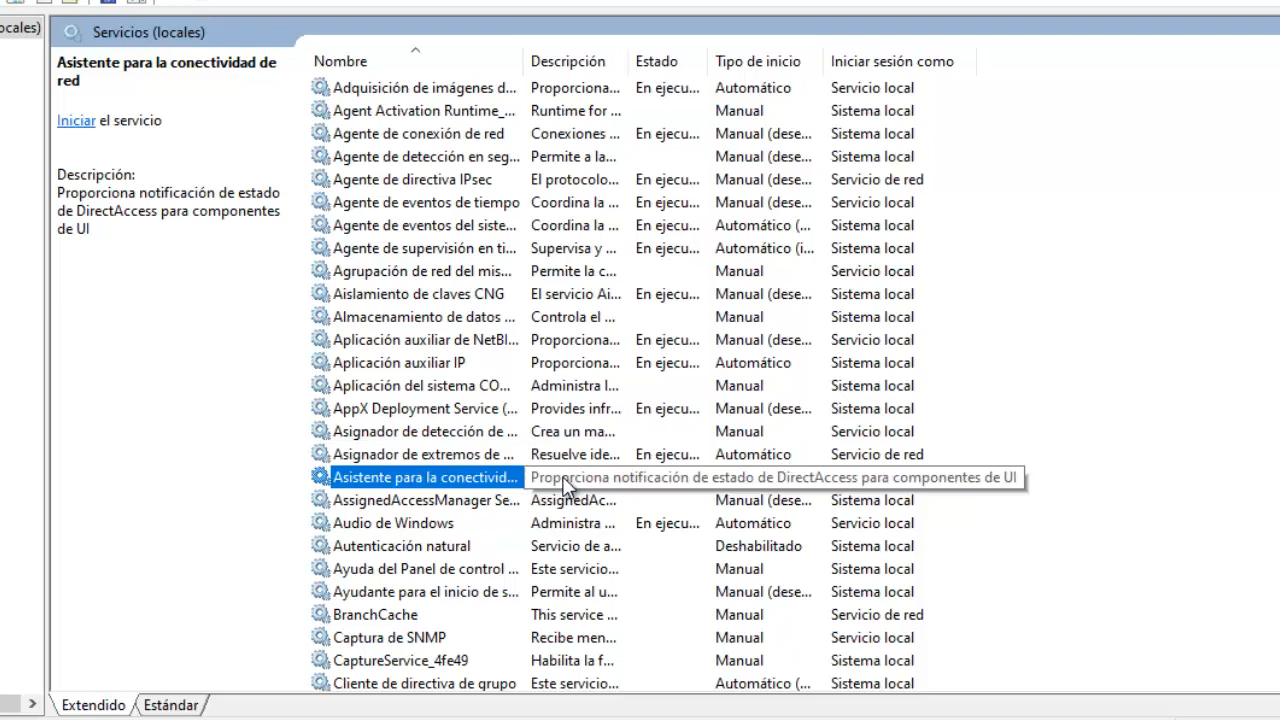 ocales)
Servicios (locales)
Asistente para la conectividad de
red
Iniciar el servicio
Descripción:
Proporciona notificación de estado
de DirectAccess para componentes
de UI
Nombre Descripción Estado Tipo de inicio Iniciar sesión como
Adquisición de imágenes d... Proporciona... En ejecu... Automático Servicio local
Agent Activation Runtime_... Runtime for ... Manual Sistema local
Agente de conexión de red Conexiones ... En ejecu... Manual (dese... Sistema local
Agente de detección en seg... Permite a la... Manual (dese... Sistema local
Agente de directiva IPsec El protocolo... En ejecu... Manual (dese... Servicio de red
Agente de eventos de tiempo Coordina la ... En ejecu... Manual (dese... Sistema local
Agente de eventos del siste... Coordina la ... En ejecu... Automático (... Sistema local
Agente de supervisión en ti... Supervisa y ... En ejecu... Automático (i... Sistema local
Agrupación de red del mis... Permite la c... Manual Servicio local
Aislamiento de claves CNG El servicio Ai... En ejecu... Manual (dese... Sistema local
Almacenamiento de datos ... Controla el ... Manual Sistema local
Aplicación auxiliar de NetBI... Proporciona... En ejecu... Manual (dese... Servicio local
Aplicación auxiliar IP Proporciona... En ejecu... Automático Sistema local
Aplicación del sistema CO... Administra l... Manual Sistema local
AppX Deployment Service (... Provides infr... En ejecu... Manual (dese... Sistema local
Asignador de detección de ... Crea un ma... Manual Servicio local
Asignador de extremos de ... Resuelve ide... En ejecu... Automático Servicio de red
Asistente para la conectivid... Proporciona notificación de estado de DirectAccess para componentes de UI
AssignedAccessManager Se... AssignedAc... Manual (dese... Sistema local
Audio de Windows Administra ... En ejecu... Automático Servicio local
Autenticación natural Servicio de a... Deshabilitado Sistema local
Ayuda del Panel de control ... Este servicio... Manual Sistema local
Ayudante para el inicio de s... Permite al u... Manual (dese... Sistema local
BranchCache This service ... Manual Servicio de red
Captura de SNMP Recibe men... Manual Servicio local
CaptureService_4fe49 Habilita la f... Manual Sistema local
Cliente de directiva de grupo Este servicio... Automático (... Sistema local
Extendido Estándar